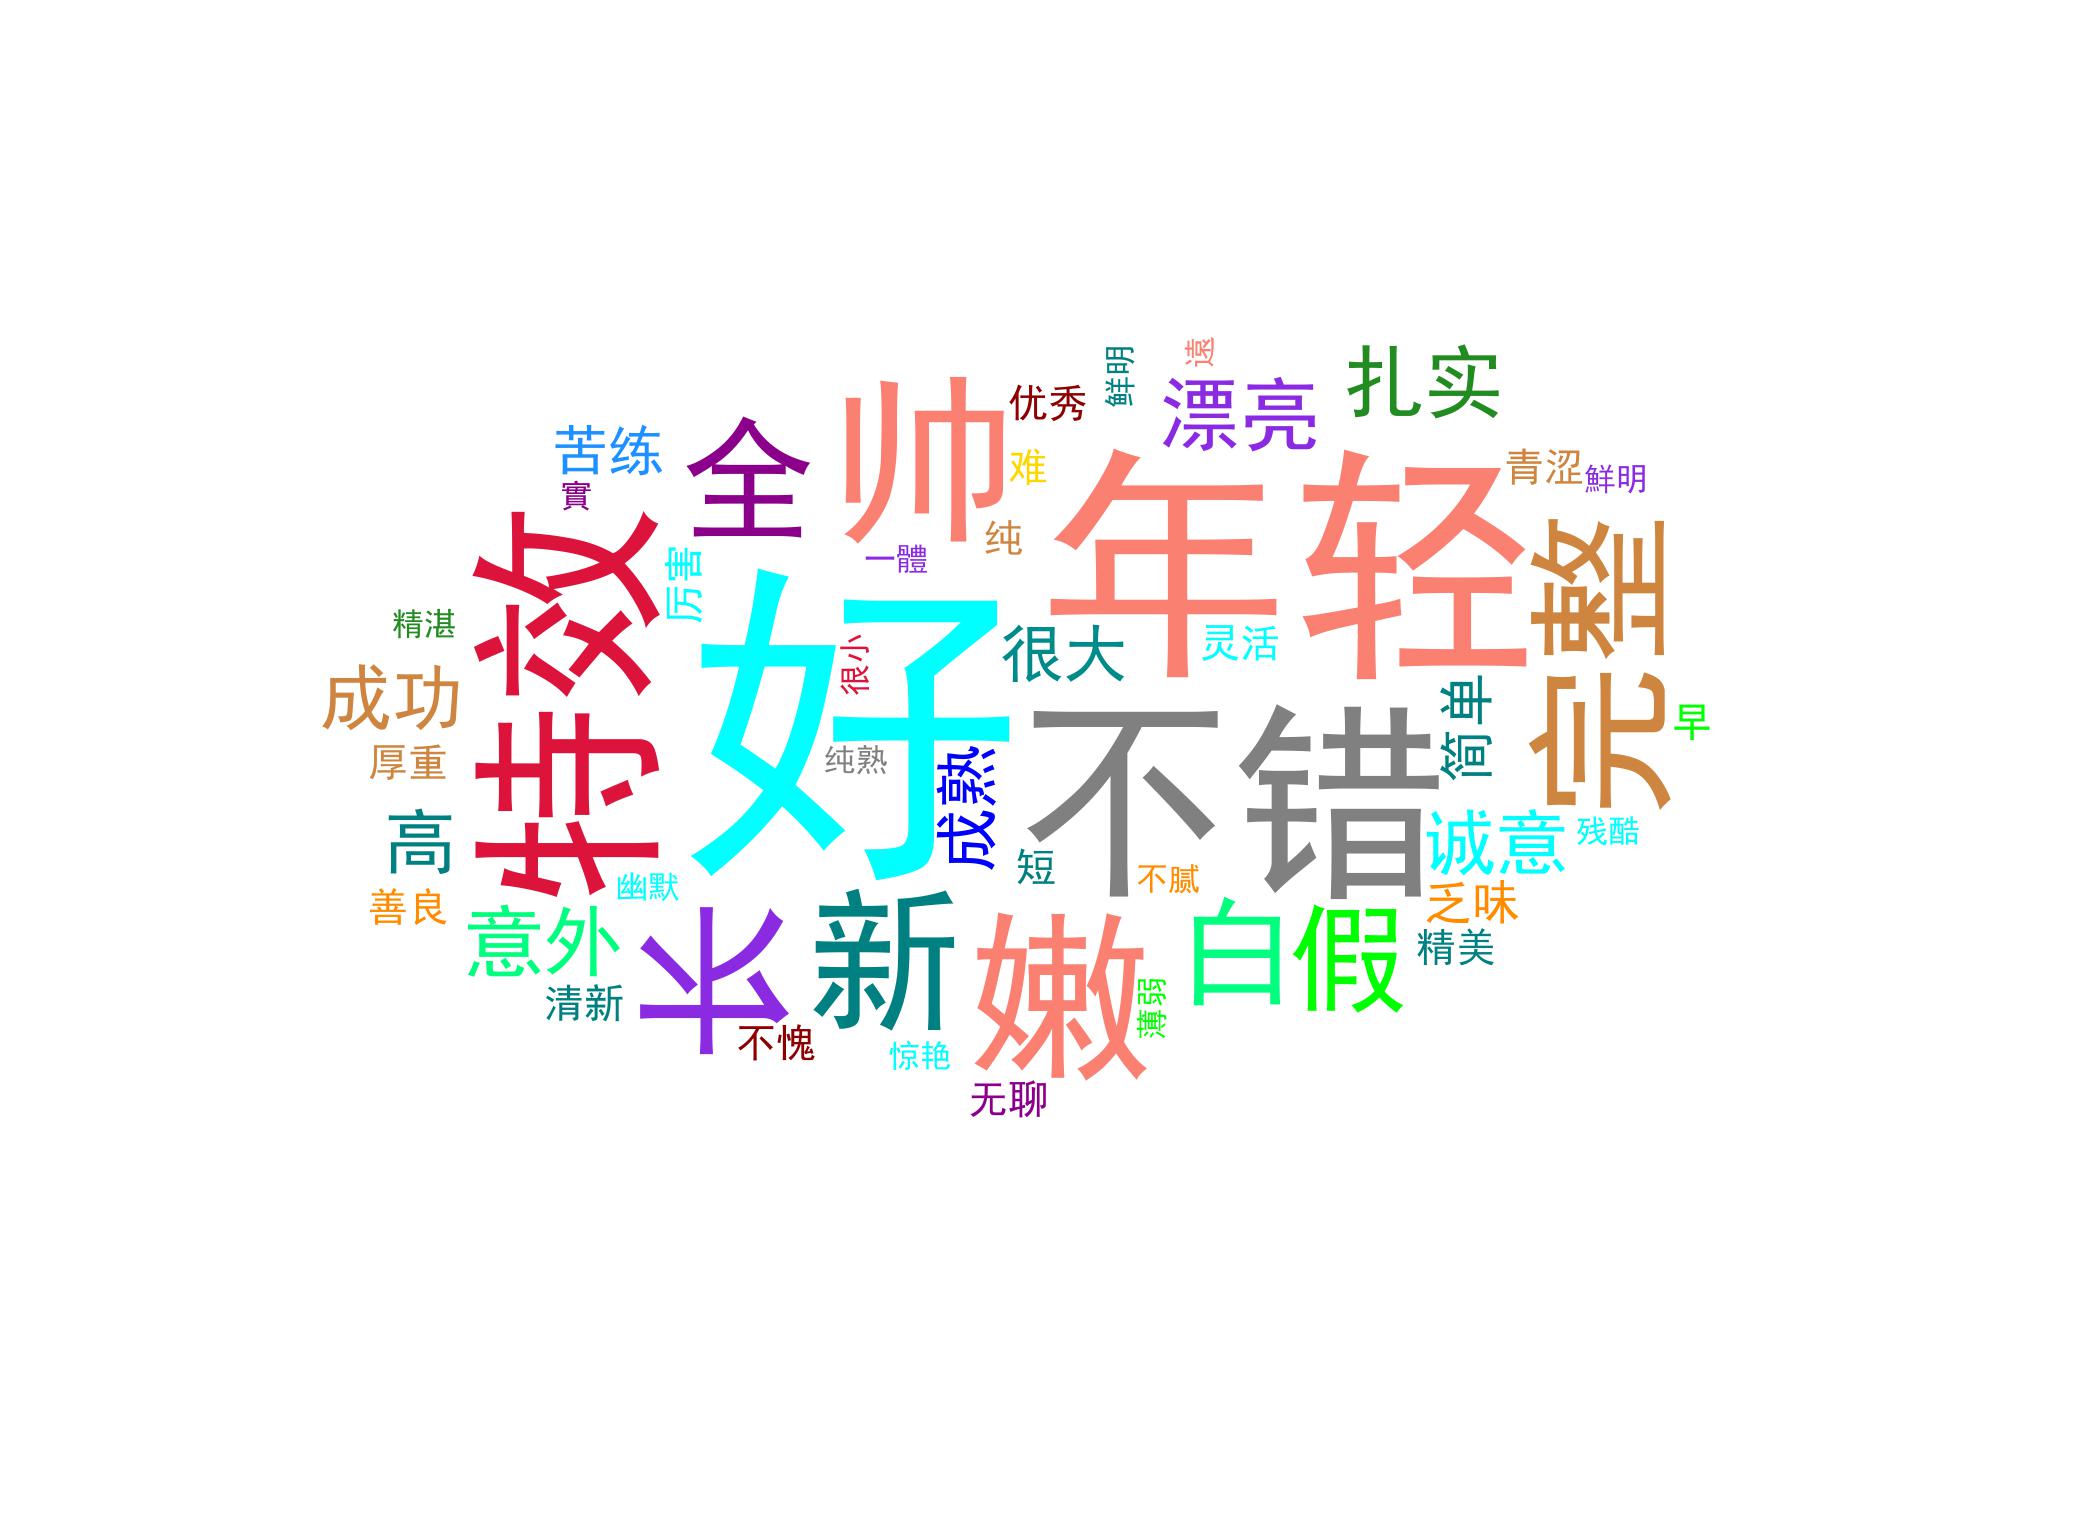 遠
鲜明
扎实
漂亮
优秀
帅
全
苦练
难
年轻
青涩
鮮明
實
特效
纯
一體
厉害
完整
好
精湛
很小
很大
灵活
成功
不错
简单
早
厚重
纯熟
成熟
高
诚意
残酷
短
不腻
善良
幽默
乏味
意外
长
新
嫩
白
假
精美
清新
薄弱
不愧
惊艳
无聊